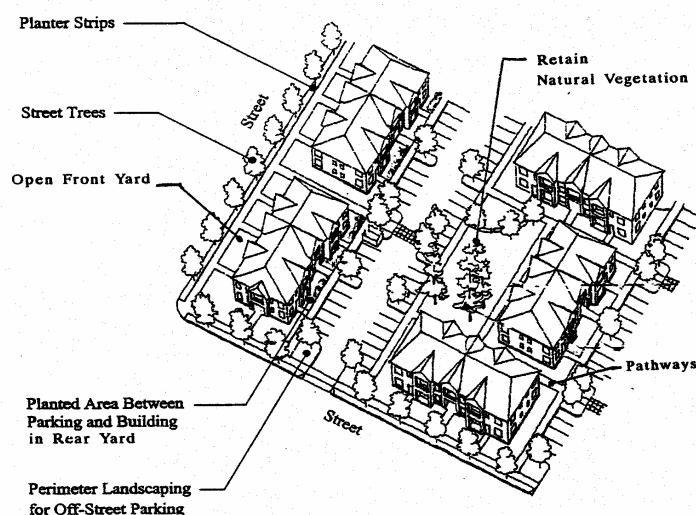 Planter Strips
Street
Retain
Natural Vegetation
Street Trees
Open Front Yard
Pathways
Planted Area Between
Parking and Building
in Rear Yard
Street
Perimeter Landscaping
for Off-Street Parking